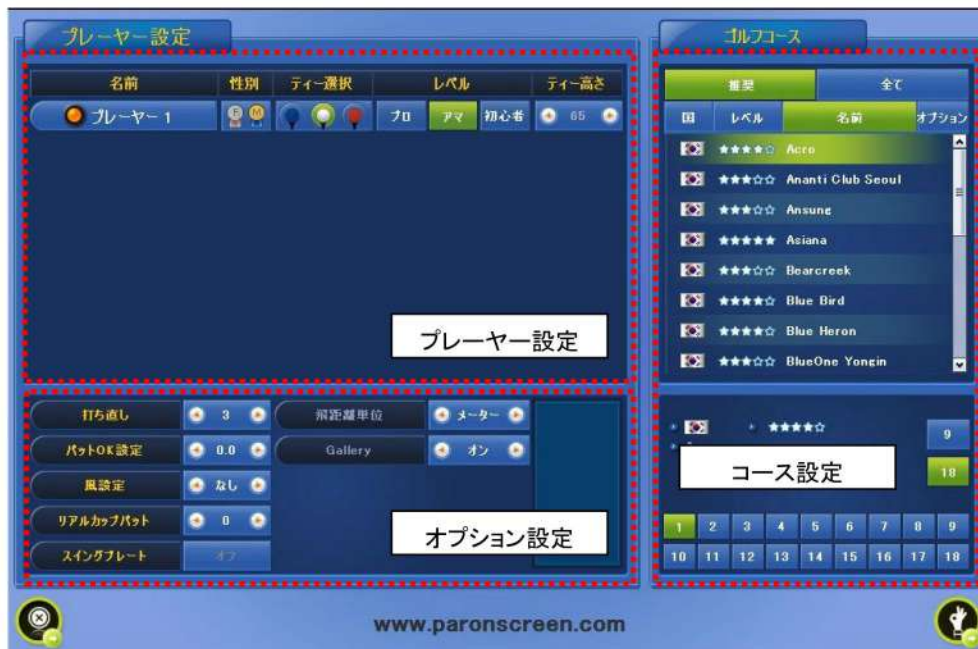 プレーヤー設定
名前 性別 ティー選択 レベル ティー高さ
プレーヤー 1 F M プロ アマ 初心者 65
プレーヤー設定
打ち直し 3 飛距離単位 メーター
パットOK設定 0.0 Gallery オン
風設定 なし
リアルカップパット 0
スイングプレート オフ
オプション設定
ゴルフコース
推奨 全て
国 レベル 名前 オプション
★★★★☆ Acro
★★★☆☆ Ananti Club Seoul
★★★☆☆ Ansung
★★★★★ Asiana
★★★☆☆ Bearcreek
★★★★☆ Blue Bird
★★★★☆ Blue Heron
★★★☆☆ BlueOne Yongin
★★★★☆
9
コース設定
18
1 2 3 4 5 6 7 8 9
10 11 12 13 14 15 16 17 18
www.paronscreen.com